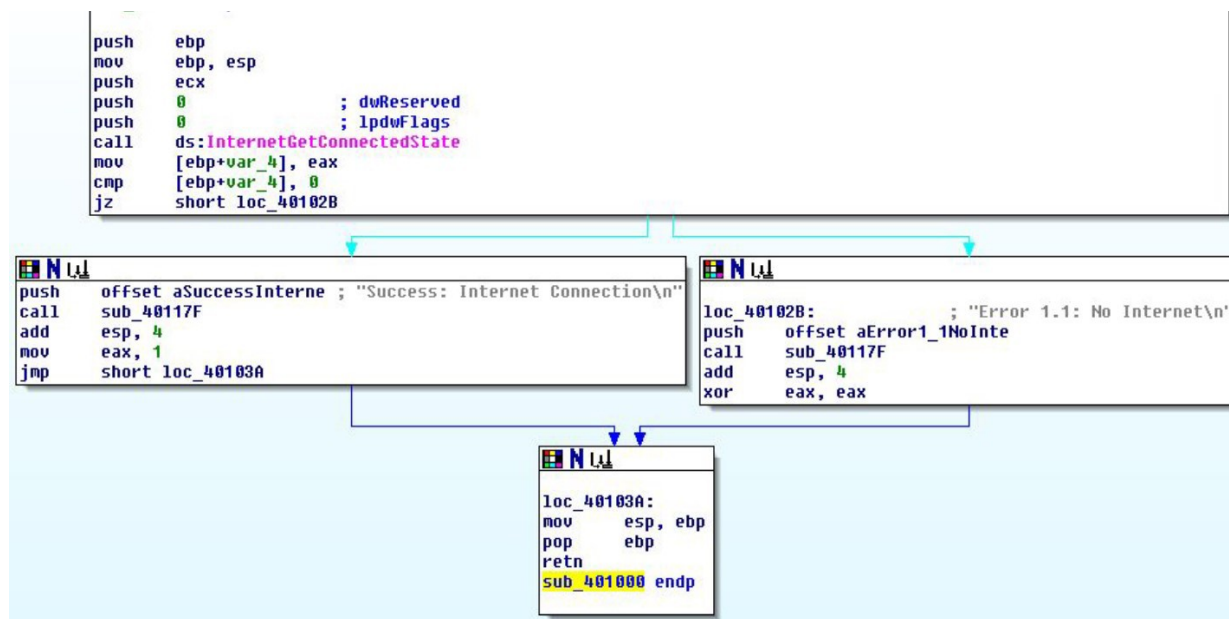 push ebp
mov ebp, esp
push ecx
push 0 ; dwReserved
push 0 ; lpdwFlags
call ds:InternetGetConnectedState
mov [ebp+var_4], eax
cmp [ebp+var_4], 0
jz short loc_40102B
push offset aSuccessInterne ; "Success: Internet Connection\n"
call sub_40117F
add esp, 4
mov eax, 1
jmp short loc_40103A
loc_40102B: ; "Error 1.1: No Internet\n"
push offset aError1_1NoInte
call sub_40117F
add esp, 4
xor eax, eax
loc_40103A:
mov esp, ebp
pop ebp
retn
sub_401000 endp